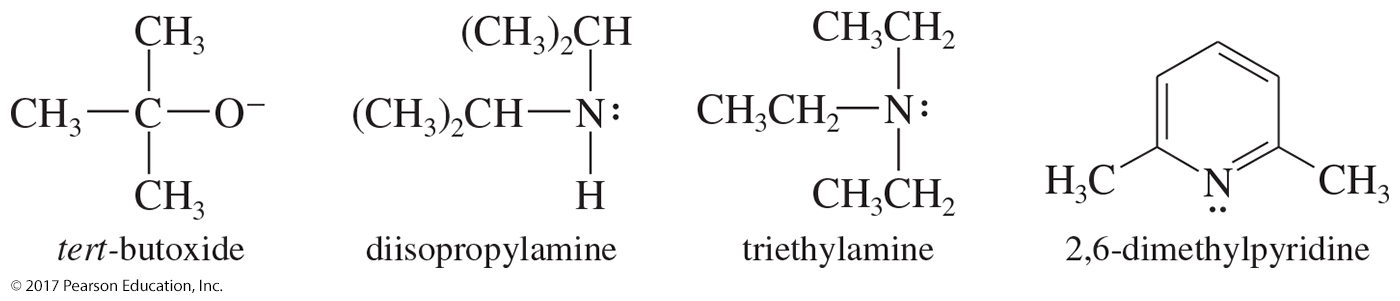 CH₃
CH₃—C—O⁻
CH₃
tert-butoxide
(CH₃)₂CH
(CH₃)₂CH—N:
H
diisopropylamine
CH₃CH₂
CH₃CH₂—N:
CH₃CH₂
triethylamine
H₃C N̤ CH₃
2,6-dimethylpyridine
© 2017 Pearson Education, Inc.